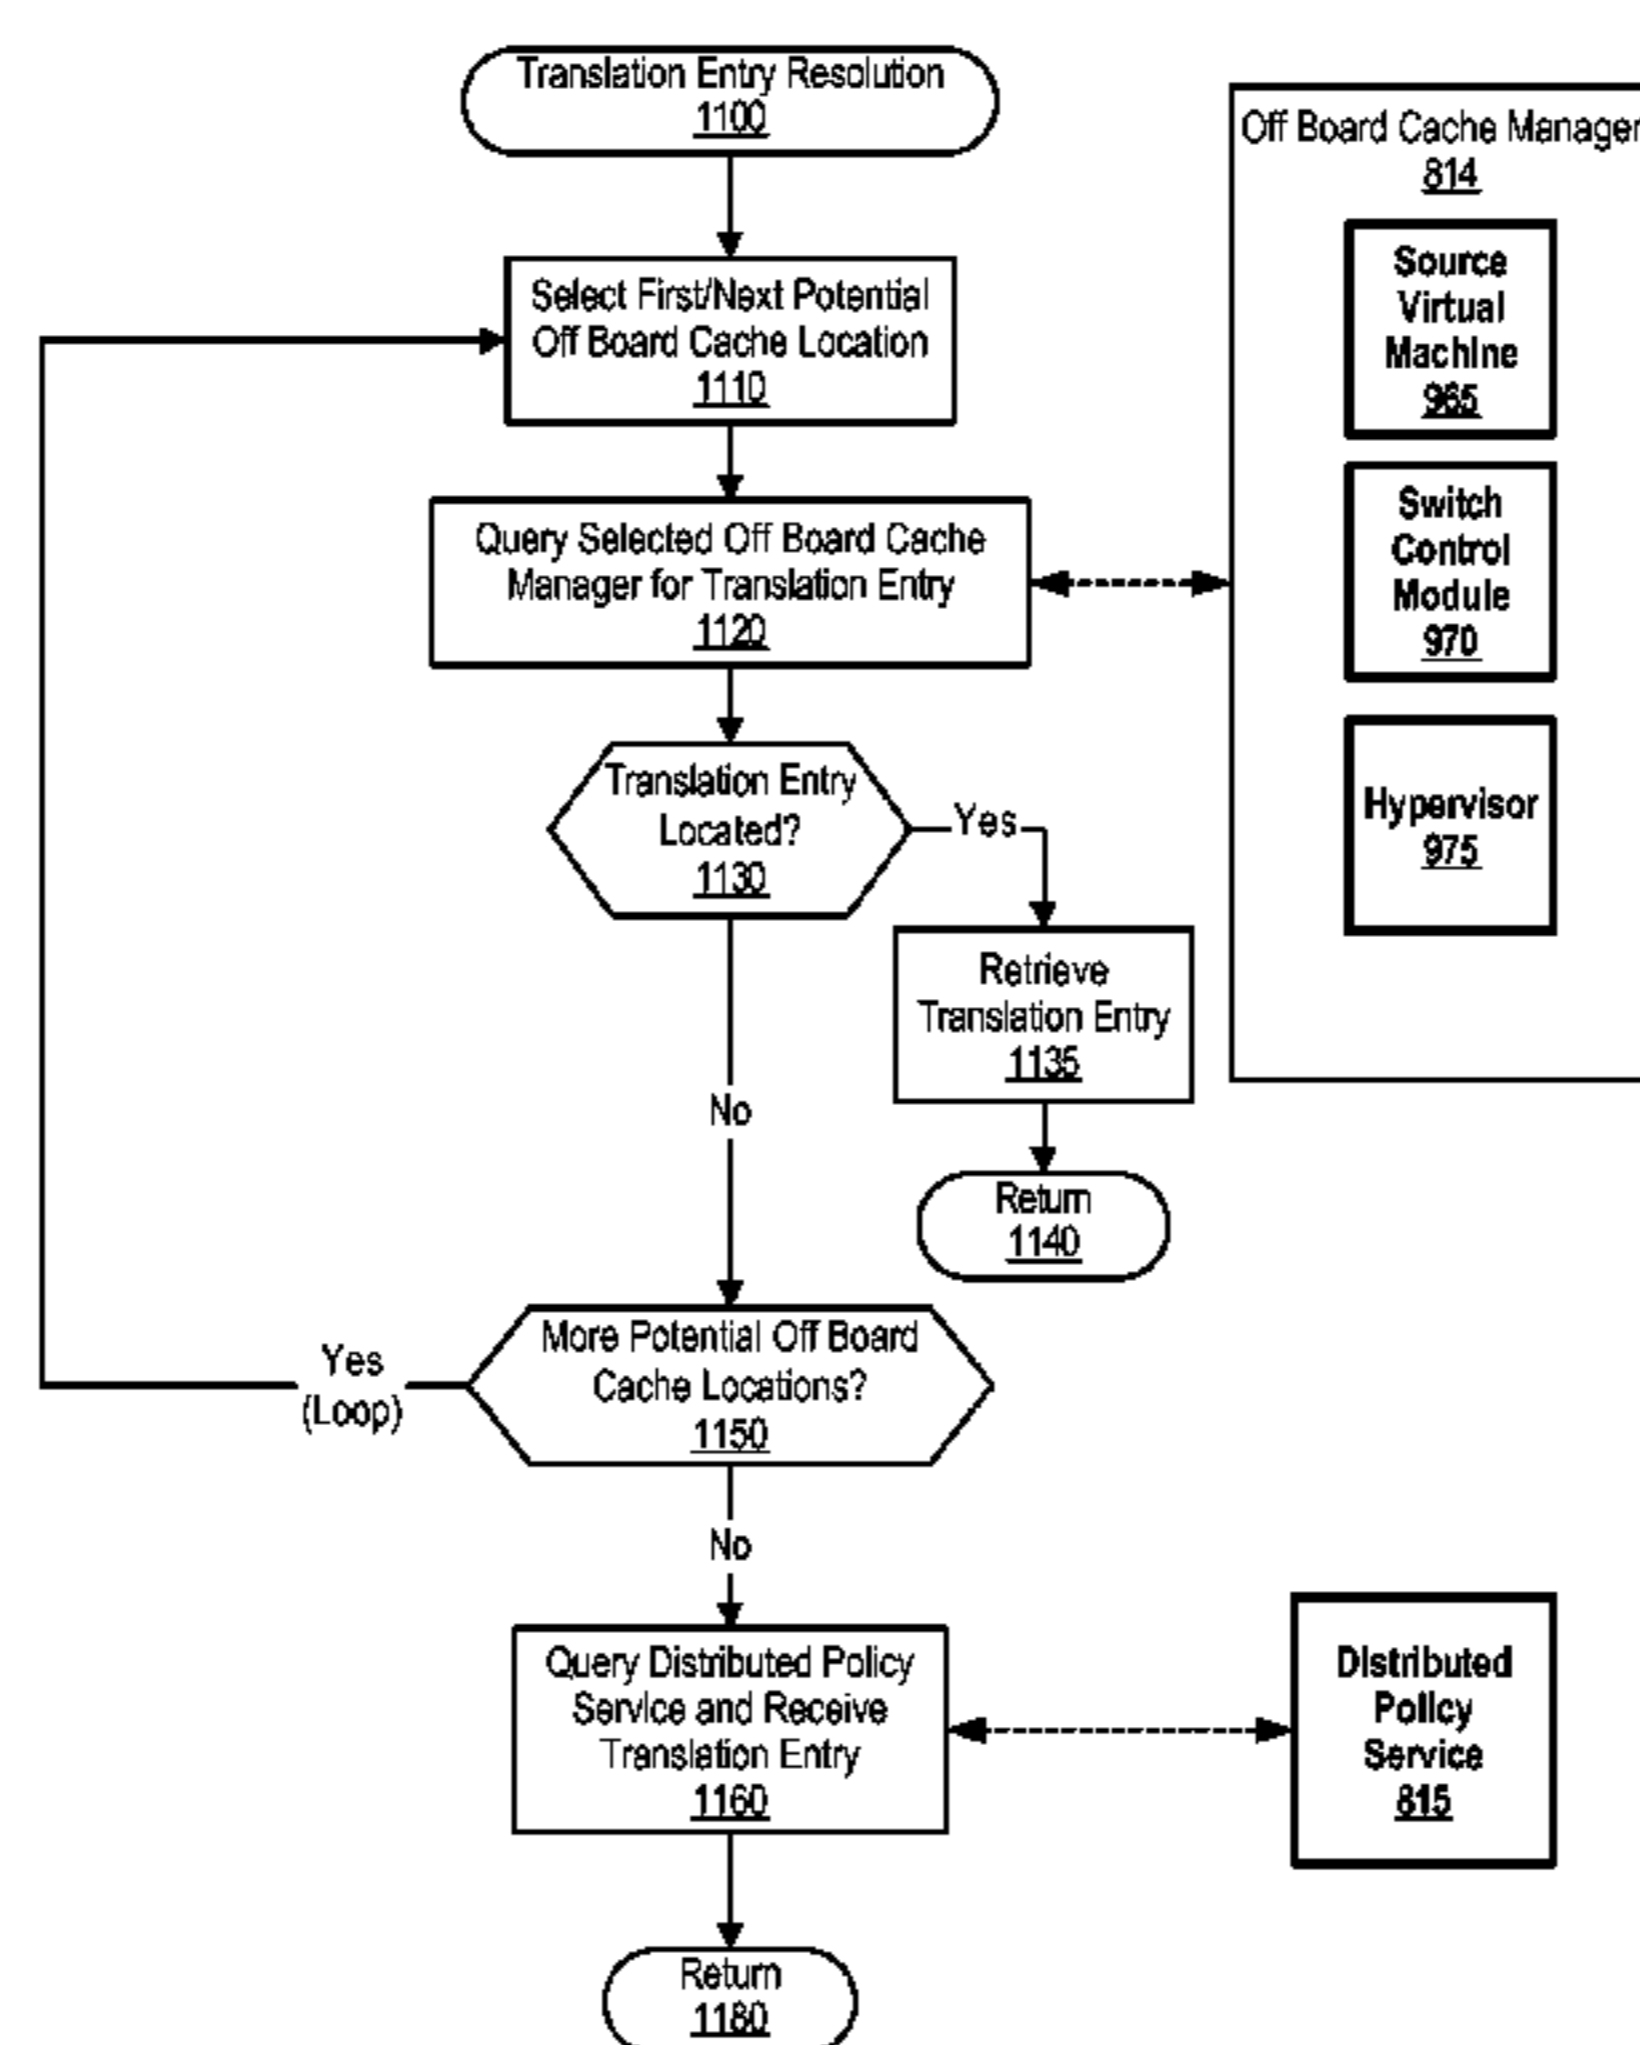 Translation Entry Resolution
1100
Off Board Cache Manager
814
Select First/Next Potential
Off Board Cache Location
1110
Source
Virtual
Machine
965
Query Selected Off Board Cache
Manager for Translation Entry
1120
Switch
Control
Module
970
Translation Entry
Located?
1130
Yes
Hypervisor
975
Retrieve
Translation Entry
1135
No
Return
1140
More Potential Off Board
Cache Locations?
1150
Yes
(Loop)
No
Query Distributed Policy
Service and Receive
Translation Entry
1160
Distributed
Policy
Service
815
Return
1180